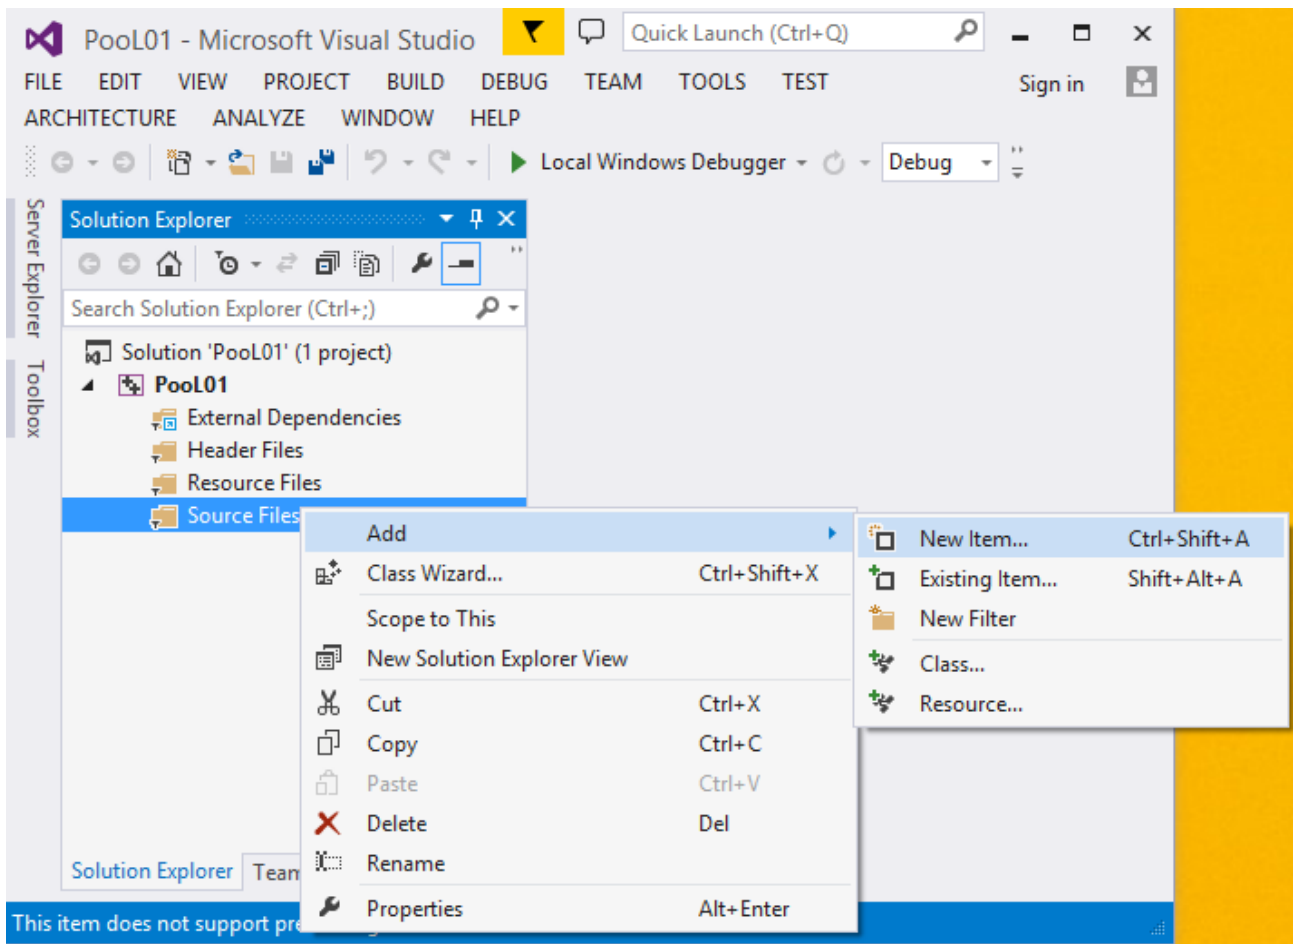 PooL01 - Microsoft Visual Studio
Quick Launch (Ctrl+Q)
FILE EDIT VIEW PROJECT BUILD DEBUG TEAM TOOLS TEST
Sign in
ARCHITECTURE ANALYZE WINDOW HELP
Local Windows Debugger
Debug
Server Explorer
Toolbox
Solution Explorer
Search Solution Explorer (Ctrl+;)
Solution 'PooL01' (1 project)
PooL01
External Dependencies
Header Files
Resource Files
Source Files
Add
Class Wizard... Ctrl+Shift+X
Scope to This
New Solution Explorer View
Cut Ctrl+X
Copy Ctrl+C
Paste Ctrl+V
Delete Del
Rename
Properties Alt+Enter
New Item... Ctrl+Shift+A
Existing Item... Shift+Alt+A
New Filter
Class...
Resource...
Solution Explorer
This item does not support